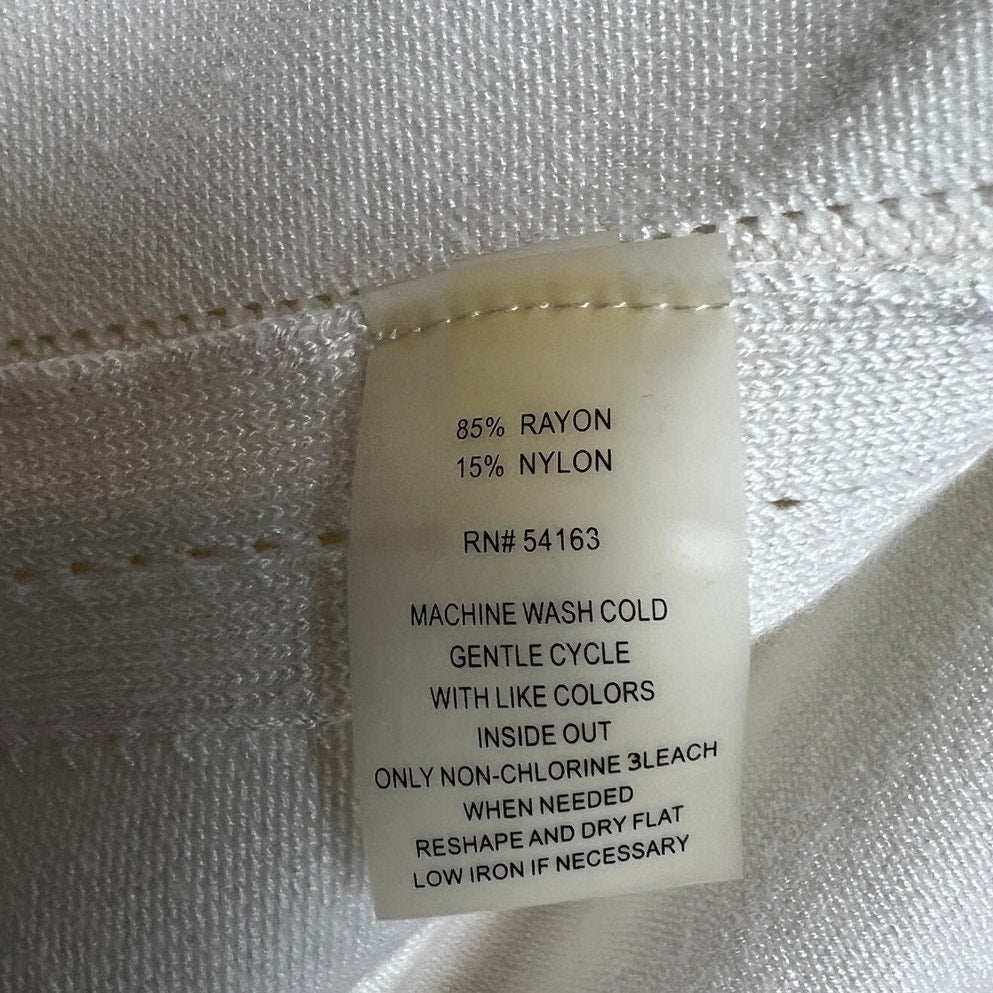 85% RAYON
15% NYLON
RN# 54163
MACHINE WASH COLD
GENTLE CYCLE
WITH LIKE COLORS
INSIDE OUT
ONLY NON-CHLORINE 3LEACH
WHEN NEEDED
RESHAPE AND DRY FLAT
LOW IRON IF NECESSARY